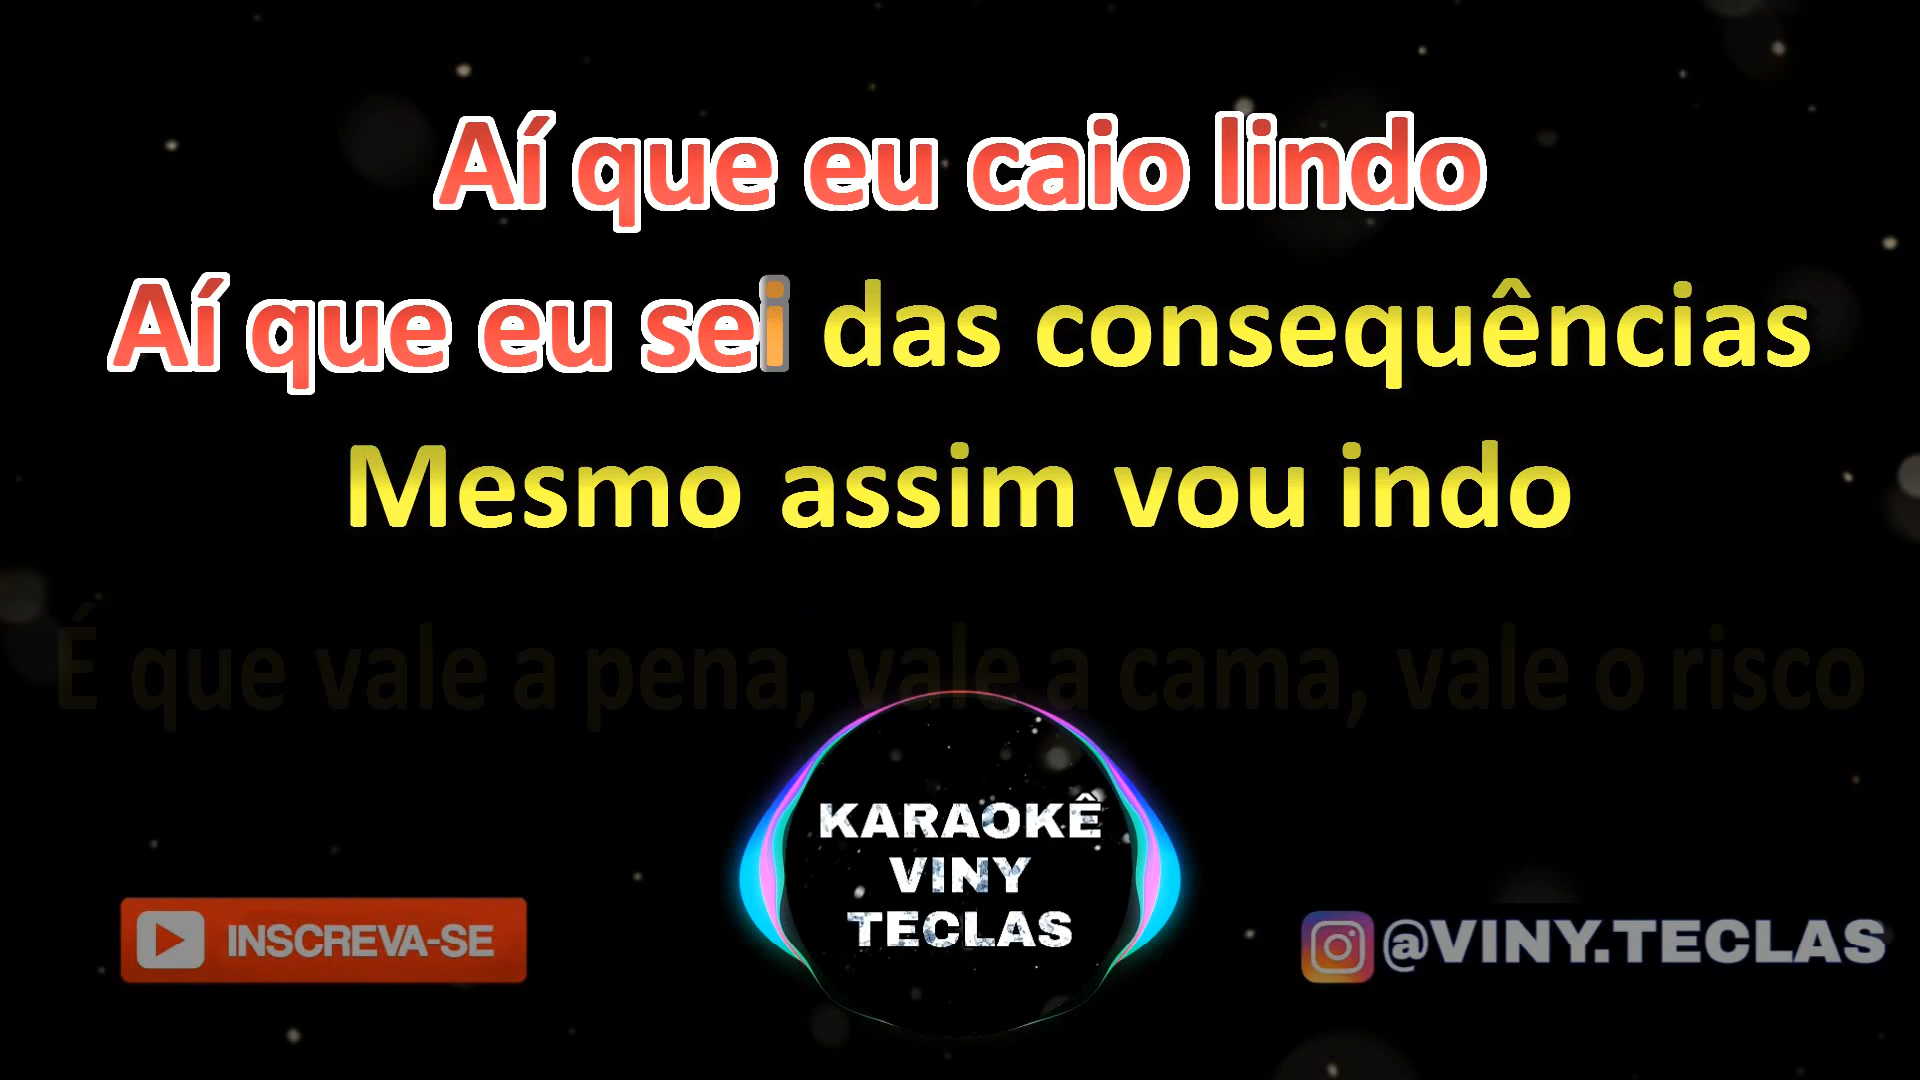 Aí que eu caio lindo
Aí que eu sei das consequências
Mesmo assim vou indo
É que vale a pena, vale a cama, vale o risco
KARAOKÊ
VINY
TECLAS
INSCREVA-SE
@VINY.TECLAS